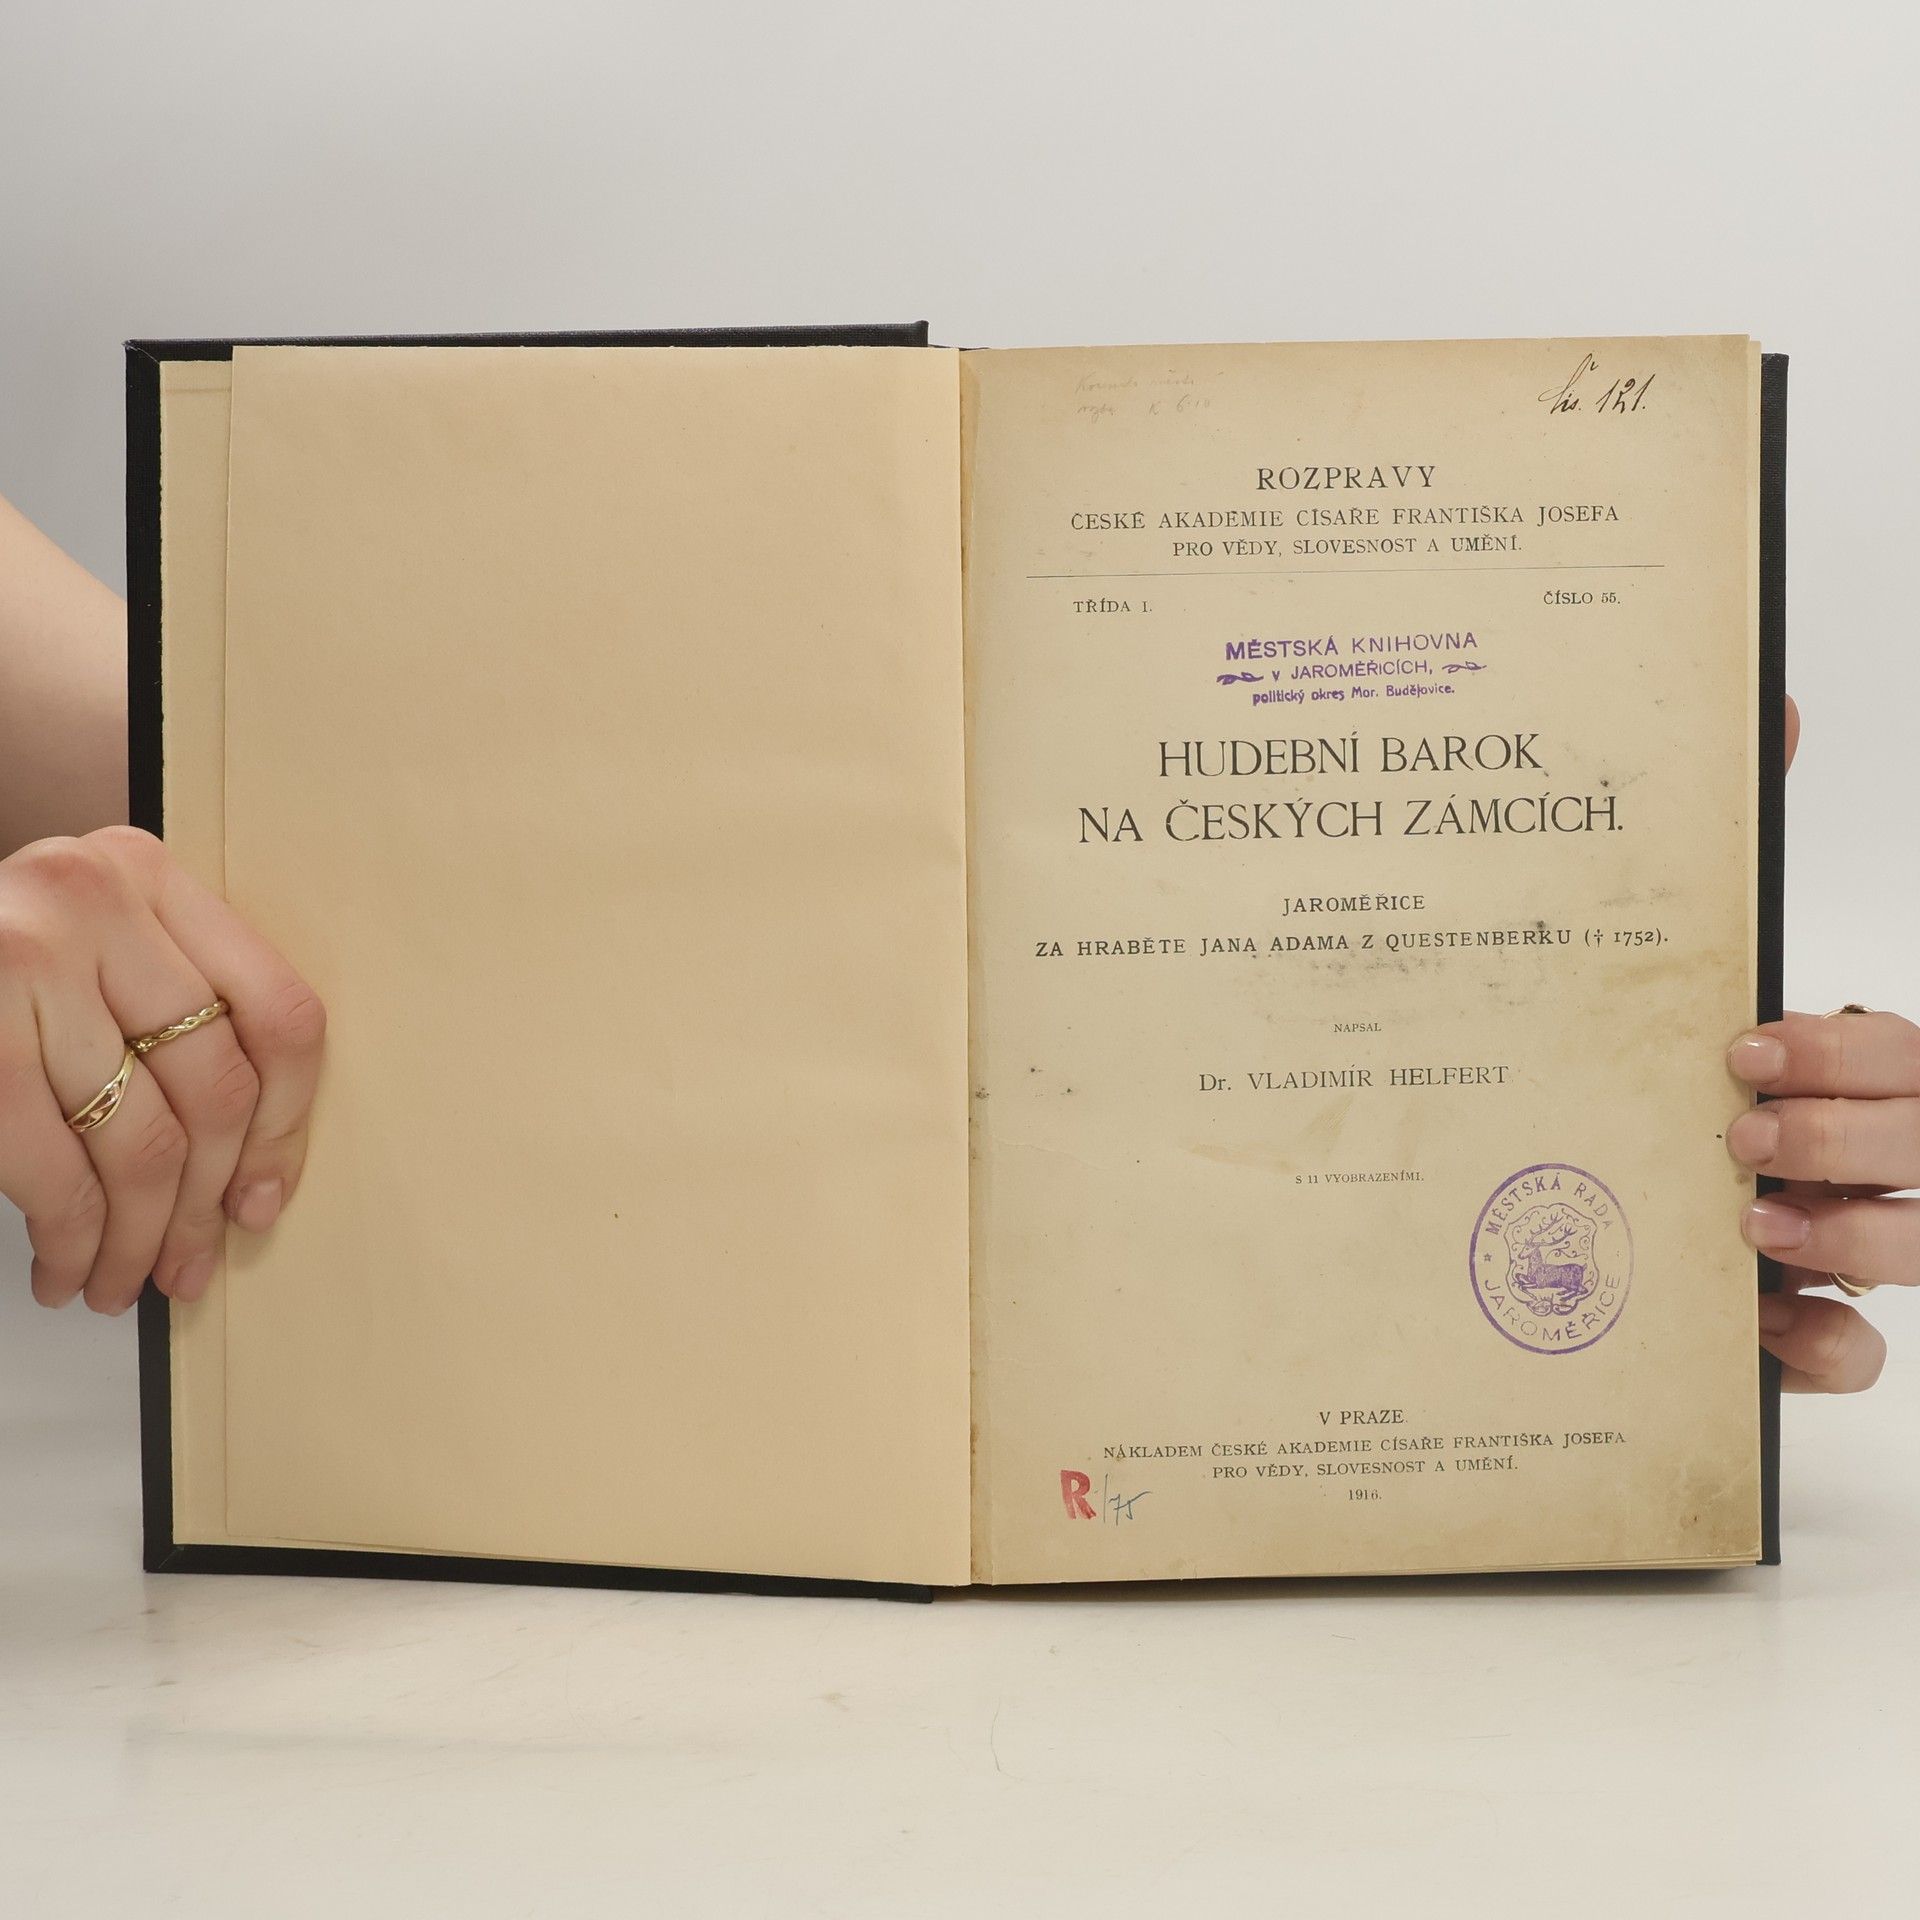 Čís. 121.
ROZPRAVY
ČESKÉ AKADEMIE CÍSAŘE FRANTIŠKA JOSEFA
PRO VĚDY, SLOVESNOST A UMĚNÍ.
TŘÍDA I. ČÍSLO 55.
MĚSTSKÁ KNIHOVNA
v JAROMĚŘICÍCH,
politický okres Mor. Budějovice.
HUDEBNÍ BAROK
NA ČESKÝCH ZÁMCÍCH.
JAROMĚŘICE
ZA HRABĚTE JANA ADAMA Z QUESTENBERKU († 1752).
NAPSAL
Dr. VLADIMÍR HELFERT
S 11 VYOBRAZENÍMI.
MĚSTSKÁ RADA
* JAROMĚŘICE
V PRAZE.
NÁKLADEM ČESKÉ AKADEMIE CÍSAŘE FRANTIŠKA JOSEFA
PRO VĚDY, SLOVESNOST A UMĚNÍ.
1916.
R/75